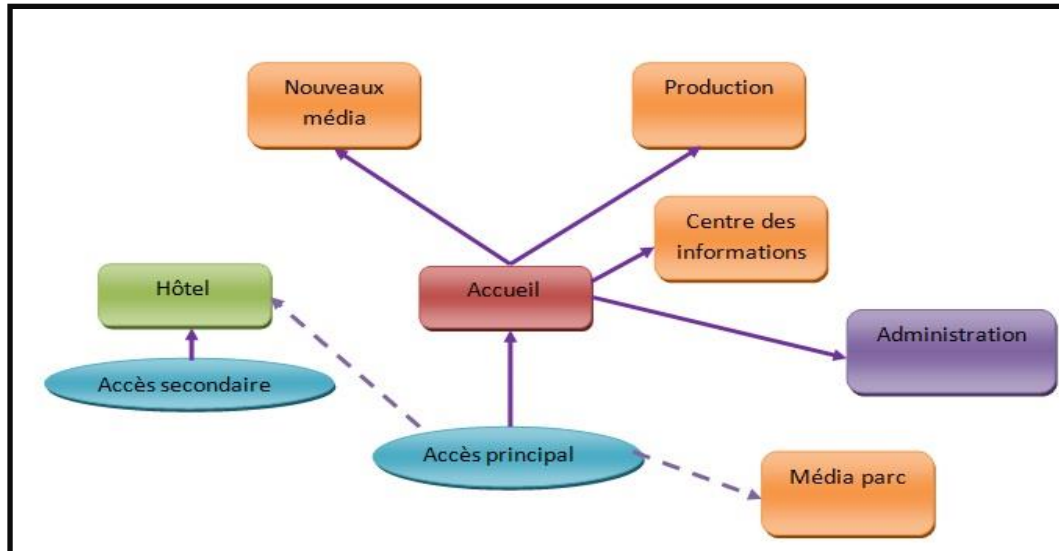 Nouveaux
média
Production
Centre des
informations
Hôtel
Accueil
Administration
Accès secondaire
Accès principal
Média parc